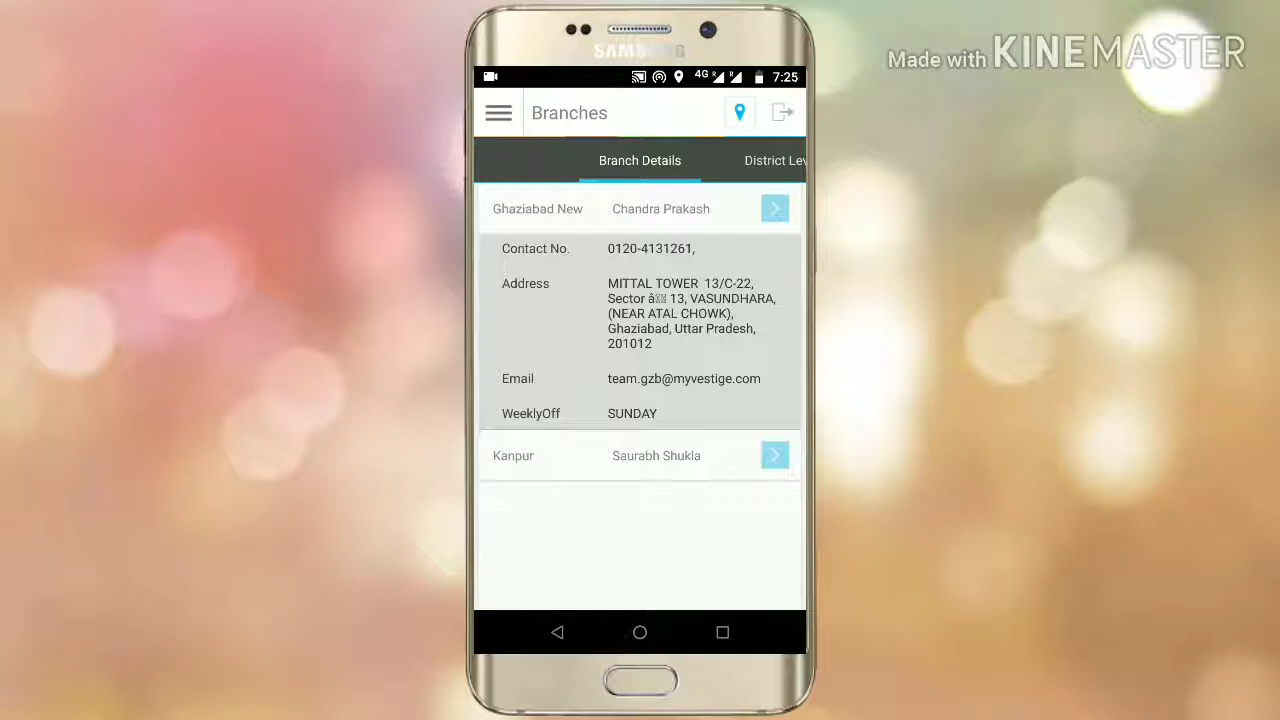 Made with KINEMASTER
SAMSUNG
4G 7:25
Branches
Branch Details District Lev
Ghaziabad New Chandra Prakash
Contact No. 0120-4131261,
Address MITTAL TOWER 13/C-22,
Sector â 13, VASUNDHARA,
(NEAR ATAL CHOWK),
Ghaziabad, Uttar Pradesh,
201012
Email team.gzb@myvestige.com
WeeklyOff SUNDAY
Kanpur Saurabh Shukla